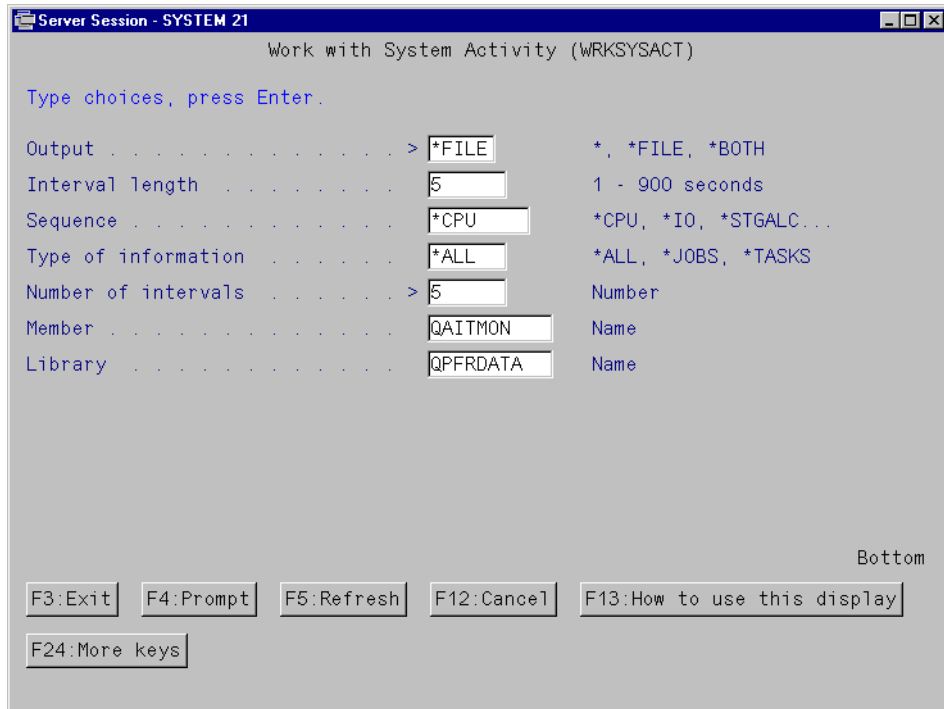 Server Session - SYSTEM 21
Work with System Activity (WRKSYSACT)
Type choices, press Enter.
Output . . . . . . . . . . . . . > *FILE *, *FILE, *BOTH
Interval length . . . . . . . . 5 1 - 900 seconds
Sequence . . . . . . . . . . . . *CPU *CPU, *IO, *STGALC...
Type of information . . . . . . *ALL *ALL, *JOBS, *TASKS
Number of intervals . . . . . . > 5 Number
Member . . . . . . . . . . . . . QAITMON Name
Library . . . . . . . . . . . . QPFRDATA Name
Bottom
F3:Exit F4:Prompt F5:Refresh F12:Cancel F13:How to use this display
F24:More keys